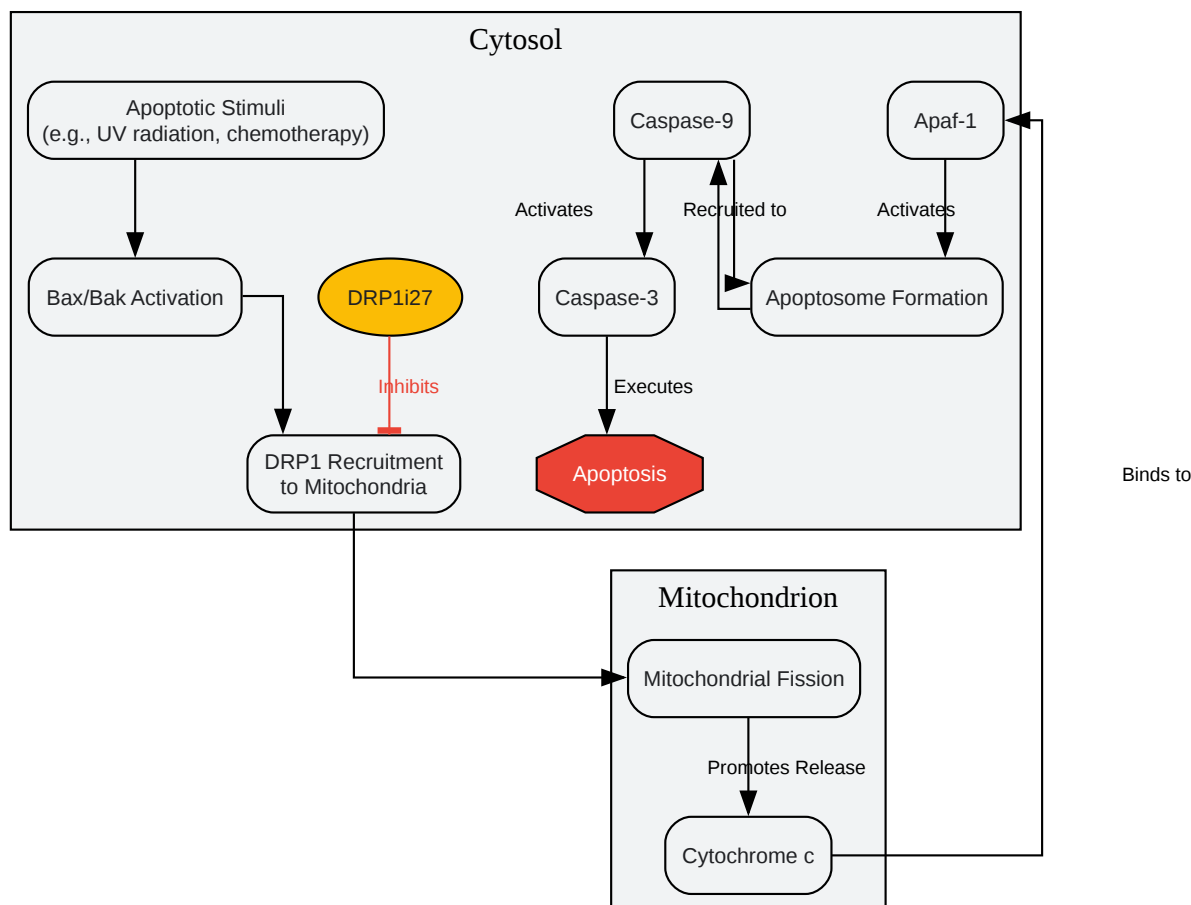 Cytosol
Apoptotic Stimuli
(e.g., UV radiation, chemotherapy)
Caspase-9
Apaf-1
Activates
Recruited to
Activates
Bax/Bak Activation
DRP1i27
Caspase-3
Apoptosome Formation
Inhibits
Executes
DRP1 Recruitment
to Mitochondria
Apoptosis
Binds to
Mitochondrion
Mitochondrial Fission
Promotes Release
Cytochrome c